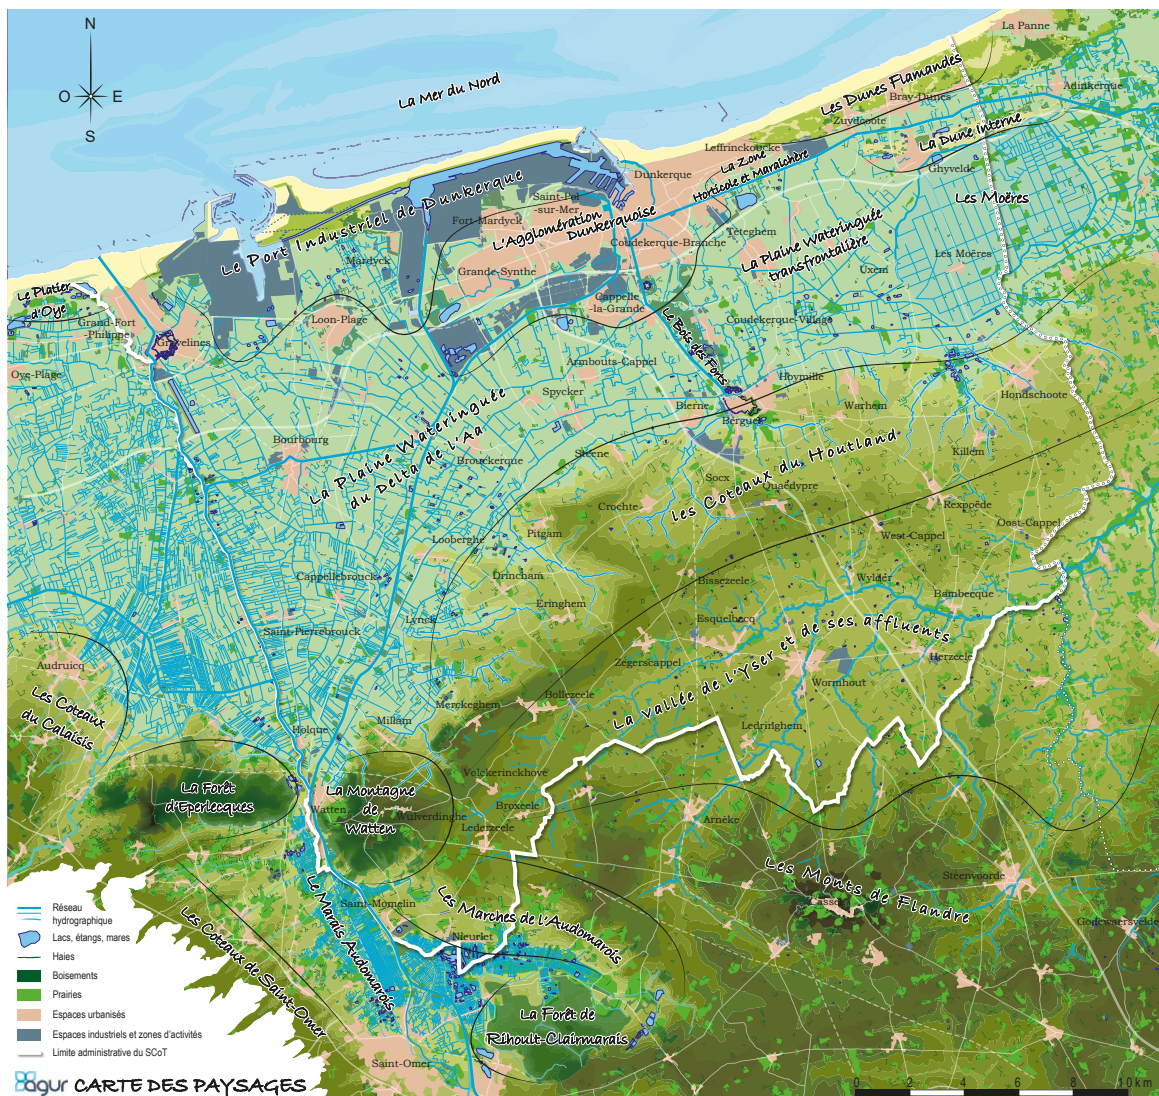 N
O E
S
La Mer du Nord
La Panne
Les Dunes Flamandes
Bray-Dunes
Adinkerque
Zuydcoote
La Dune Interne
Leffrinckoucke
La Zone
Horticole et Maraîchère
Ghyvelde
Dunkerque
Les Moëres
Saint-Pol
-sur-Mer
Le Port Industriel de Dunkerque
Fort-Mardyck
L'Agglomération
Dunkerquoise
Téteghem
Coudekerque-Branche
La Plaine Wateringuée
transfrontalière
Les Moëres
Mardyck
Grande-Synthe
Uxem
Le Platier
d'Oye
Cappelle
-la-Grande
Grand-Fort
-Philippe
Loon-Plage
Coudekerque-Village
Le Bois des Forts
Gravelines
Oye-Plage
Armbouts-Cappel
Hoymille
Spycker
Hondschoote
Bierne
Warhem
Bergues
La Plaine Wateringuée
du Delta de l'Aa
Bourbourg
Steene
Killem
Brouckerque
les Coteaux du Houtland
Socx
Quaëdypre
Crochte
Rexpoëde
Oost-Cappel
Pitgam
West-Cappel
Looberghe
Cappellebrouck
Drincham
Bissezeele
Wylder
Bambecque
Eringhem
Lynck
Esquelbecq
Saint-Pierrebrouck
La vallée de l'Yser et de ses affluents
Audruicq
Zegerscappel
Herzeele
Wormhout
Bollezeele
Merckeghem
Les Coteaux
du Calaisis
Millam
Holque
Ledringhem
Volckerinckhove
La Forêt
d'Eperlecques
La Montagne
de
Watten
Watten
Wulverdinghe
Broxeele
Lederzeele
Arnèke
Les Monts de Flandre
Steenvoorde
Cassel
Godewaersvelde
Le Marais Audomarois
Saint-Momelin
Les Marches de l'Audomarois
Nieurlet
Les Coteaux de Saint-Omer
La Forêt de
Rihoult-Clairmarais
Saint-Omer
Réseau
hydrographique
Lacs, étangs, mares
Haies
Boisements
Prairies
Espaces urbanisés
Espaces industriels et zones d'activités
Limite administrative du SCoT
agur CARTE DES PAYSAGES
0 2 4 6 8 10 km